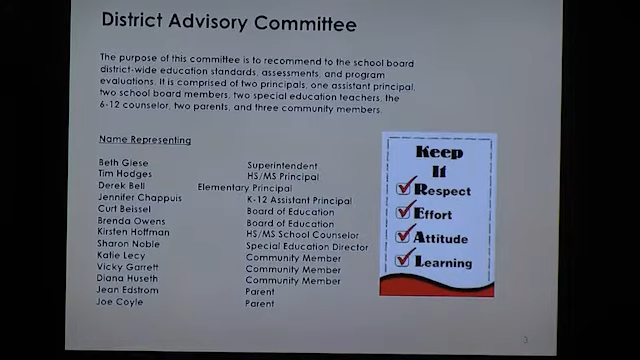 District Advisory Committee
The purpose of this committee is to recommend to the school board
district-wide education standards, assessments, and program
evaluations. It is comprised of two principals, one assistant principal,
two school board members, two special education teachers, the
6-12 counselor, two parents, and three community members.
Name Representing
Beth Giese Superintendent
Tim Hodges HS/MS Principal
Derek Bell Elementary Principal
Jennifer Chappuis K-12 Assistant Principal
Curt Beissel Board of Education
Brenda Owens Board of Education
Kirsten Hoffman HS/MS School Counselor
Sharon Noble Special Education Director
Katie Lecy Community Member
Vicky Garrett Community Member
Diana Huseth Community Member
Jean Edstrom Parent
Joe Coyle Parent
Keep
It
Respect
Effort
Attitude
Learning
3